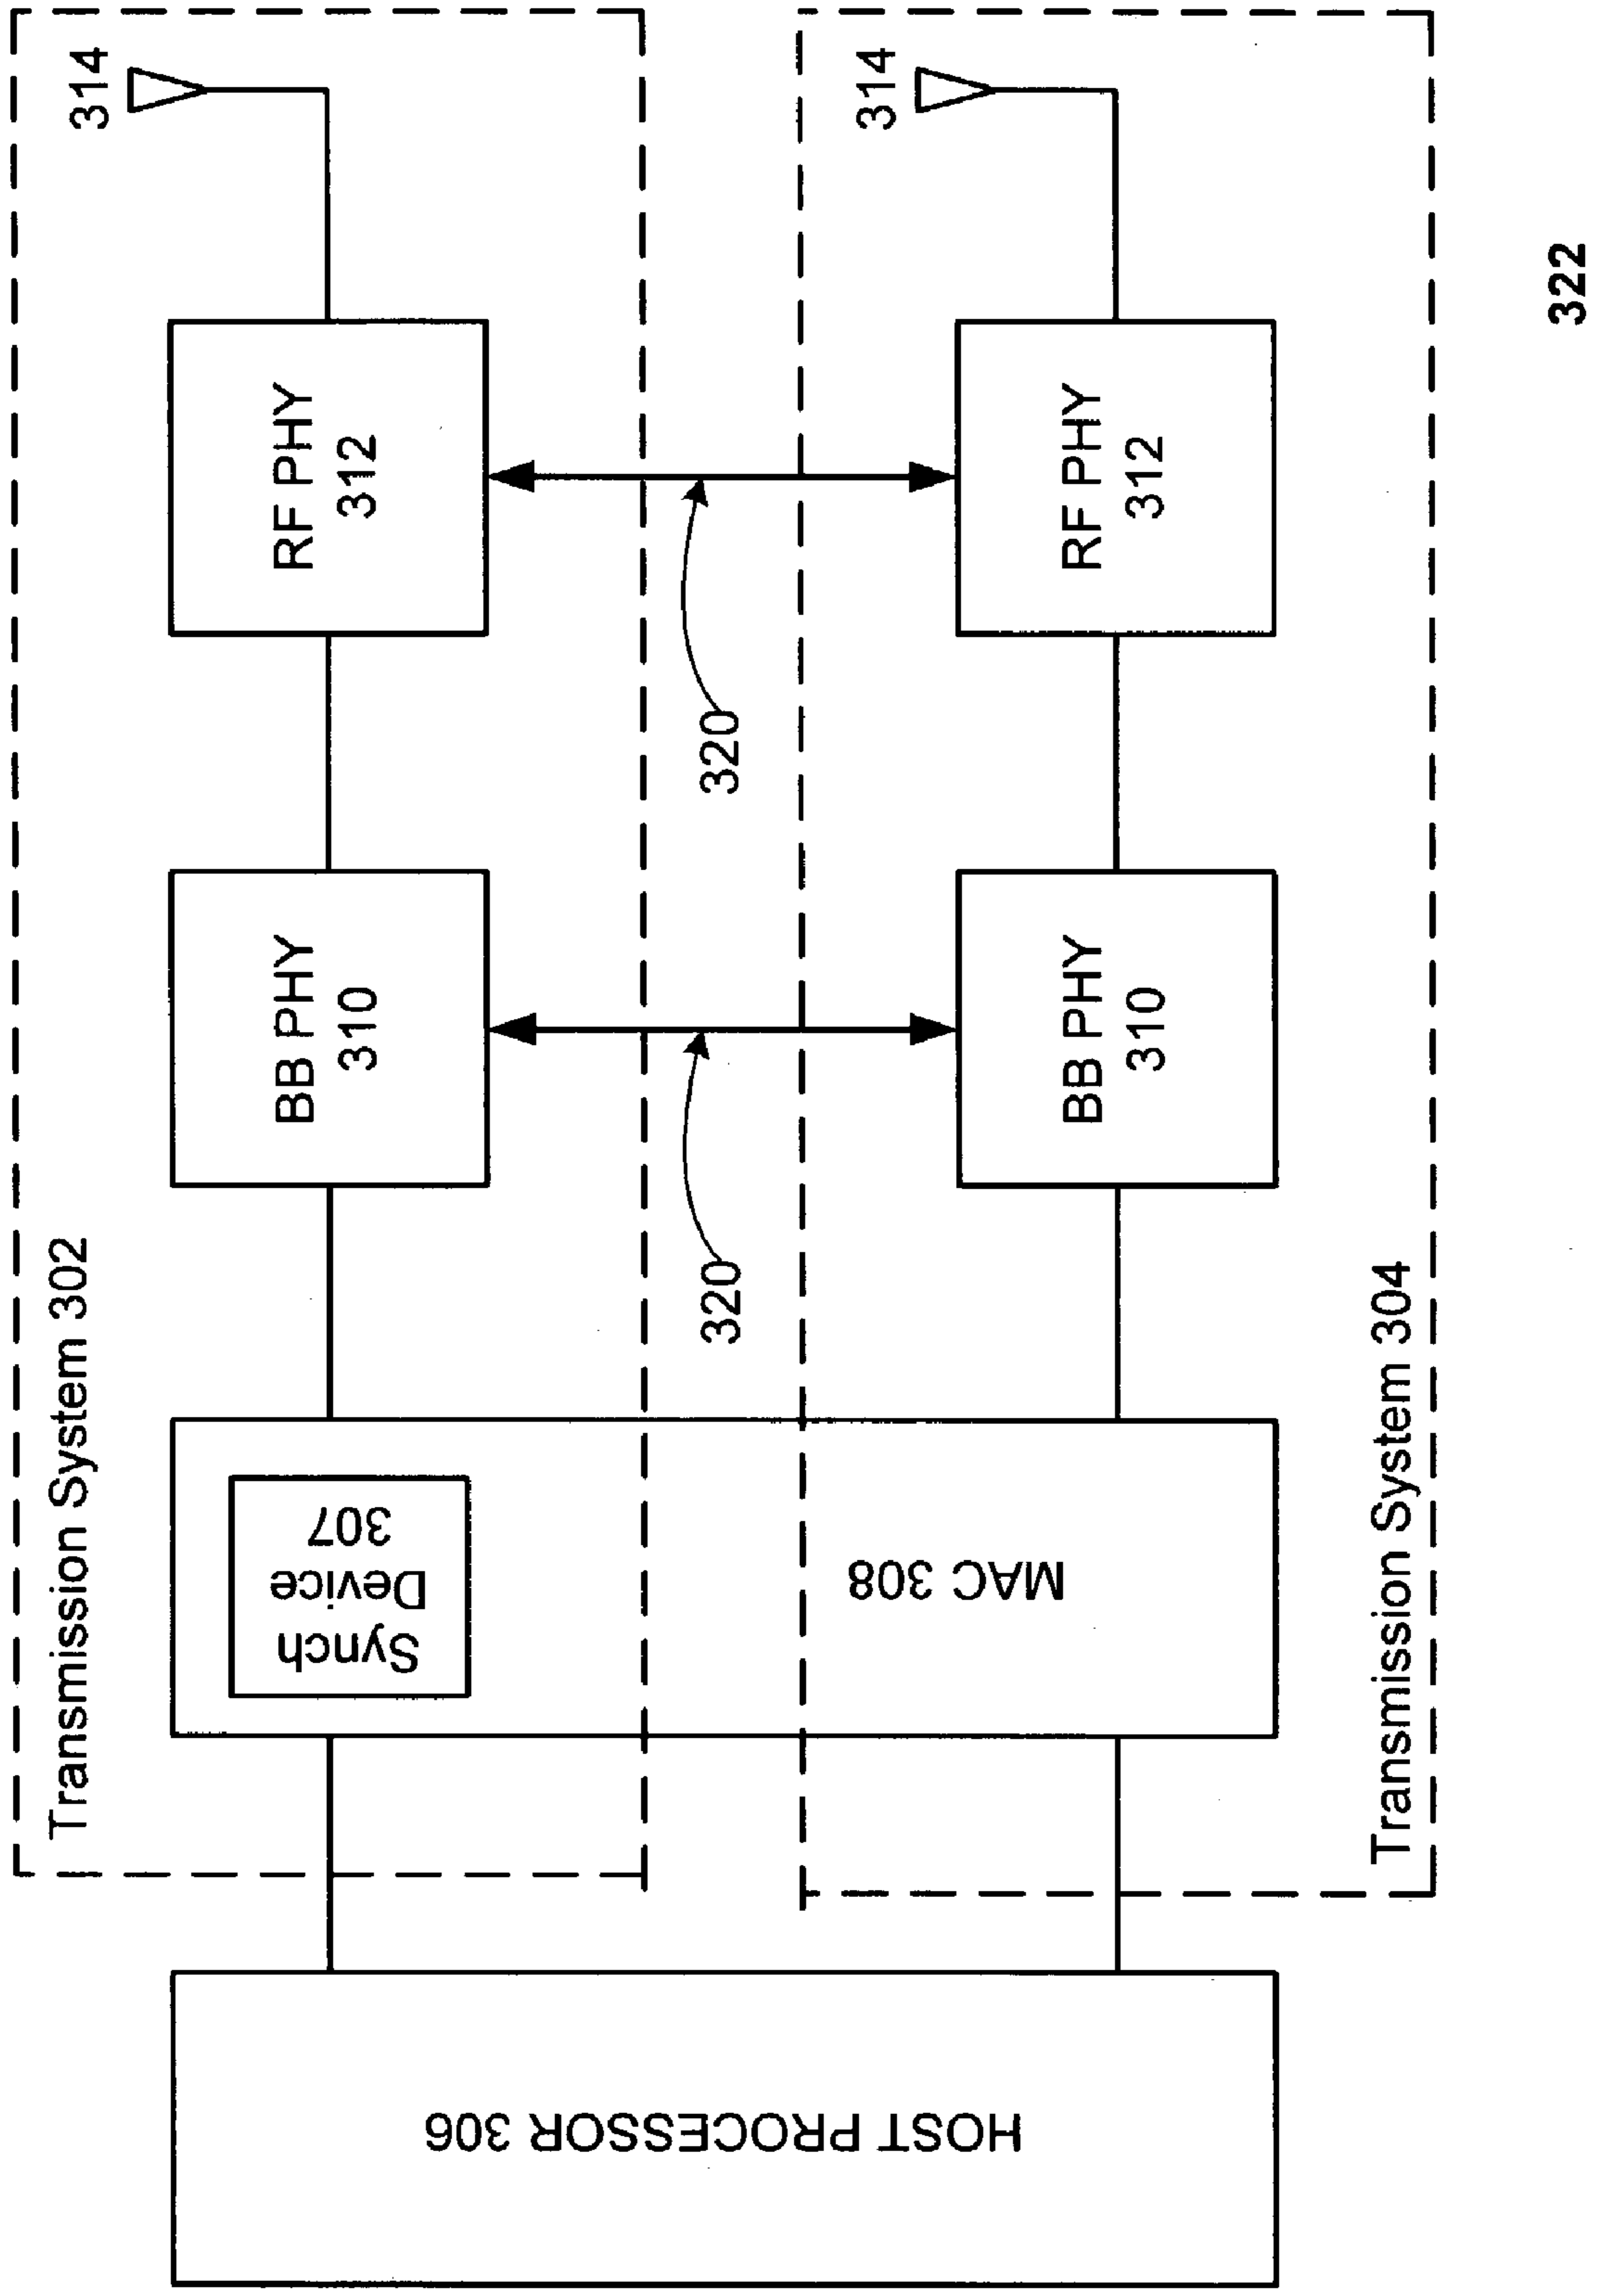 Transmission System 302
314
RF PHY
312
BB PHY
310
Synch
Device
307
MAC 308
HOST PROCESSOR 306
320
320
314
RF PHY
312
BB PHY
310
Transmission System 304
322